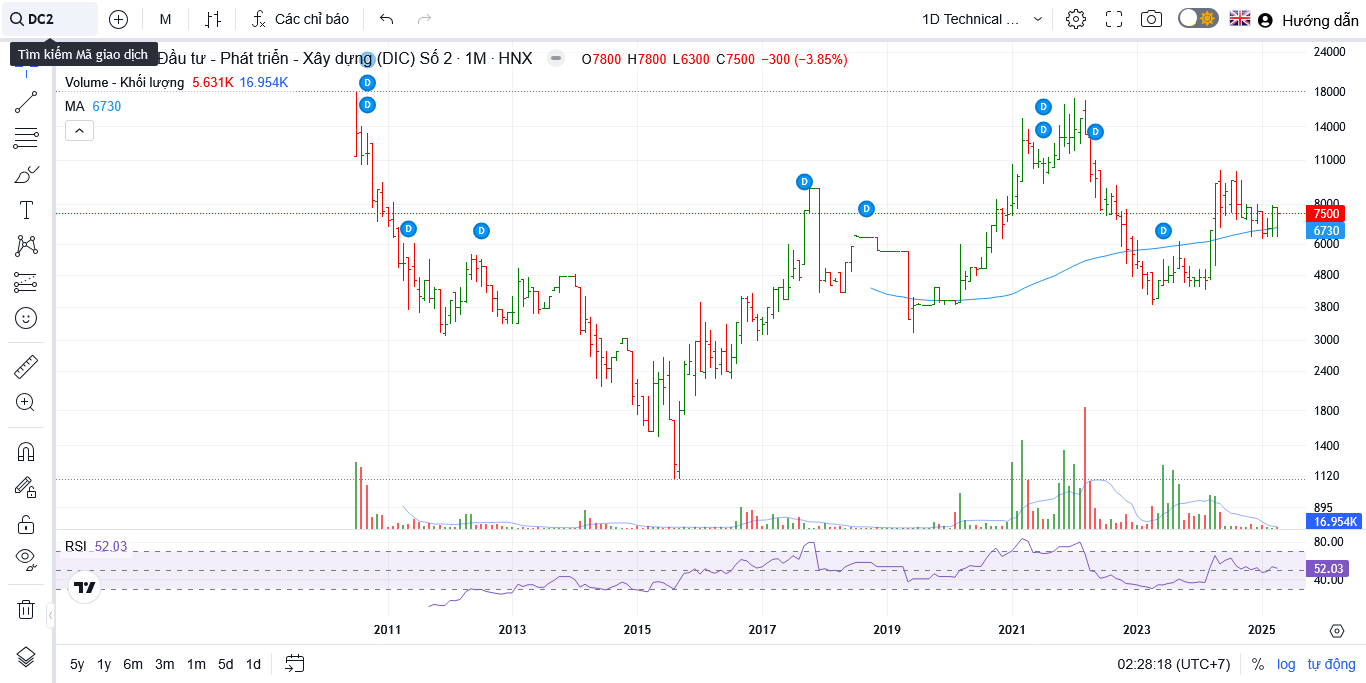 DC2
M
Các chỉ báo
1D Technical ...
Hướng dẫn
Tìm kiếm Mã giao dịch
Đầu tư - Phát triển - Xây dựng (DIC) Số 2 · 1M · HNX O7800 H7800 L6300 C7500 −300 (−3.85%)
Volume - Khối lượng 5.631K 16.954K
MA 6730
D
D
D
D
D
D
D
D
D
D
D
24000
18000
14000
11000
8000
7500
6730
6000
4800
3800
3000
2400
1800
1400
1120
895
16.954K
RSI 52.03
80.00
52.03
40.00
2011 2013 2015 2017 2019 2021 2023 2025
5y 1y 6m 3m 1m 5d 1d
02:28:18 (UTC+7) % log tự động